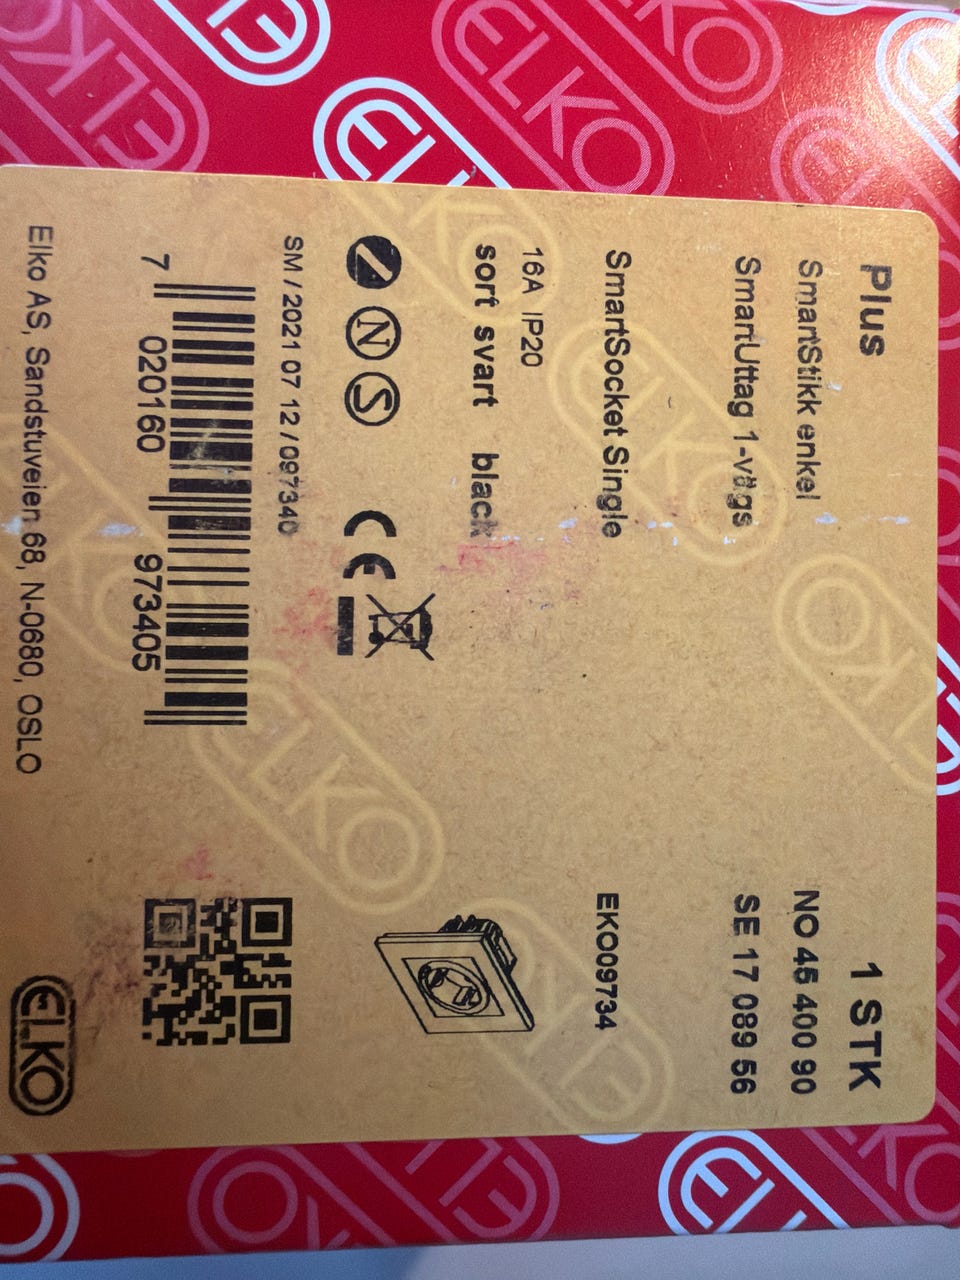 Plus
1 STK
SmartStikk enkel
NO 45 400 90
SmartUttag 1-vägs
SE 17 089 56
SmartSocket Single
EKO09734
16A IP20
sort svart black
N S
CE
SM / 2021 07 12 / 097340
7 020160 973405
Elko AS, Sandstuveien 68, N-0680, OSLO
ELKO